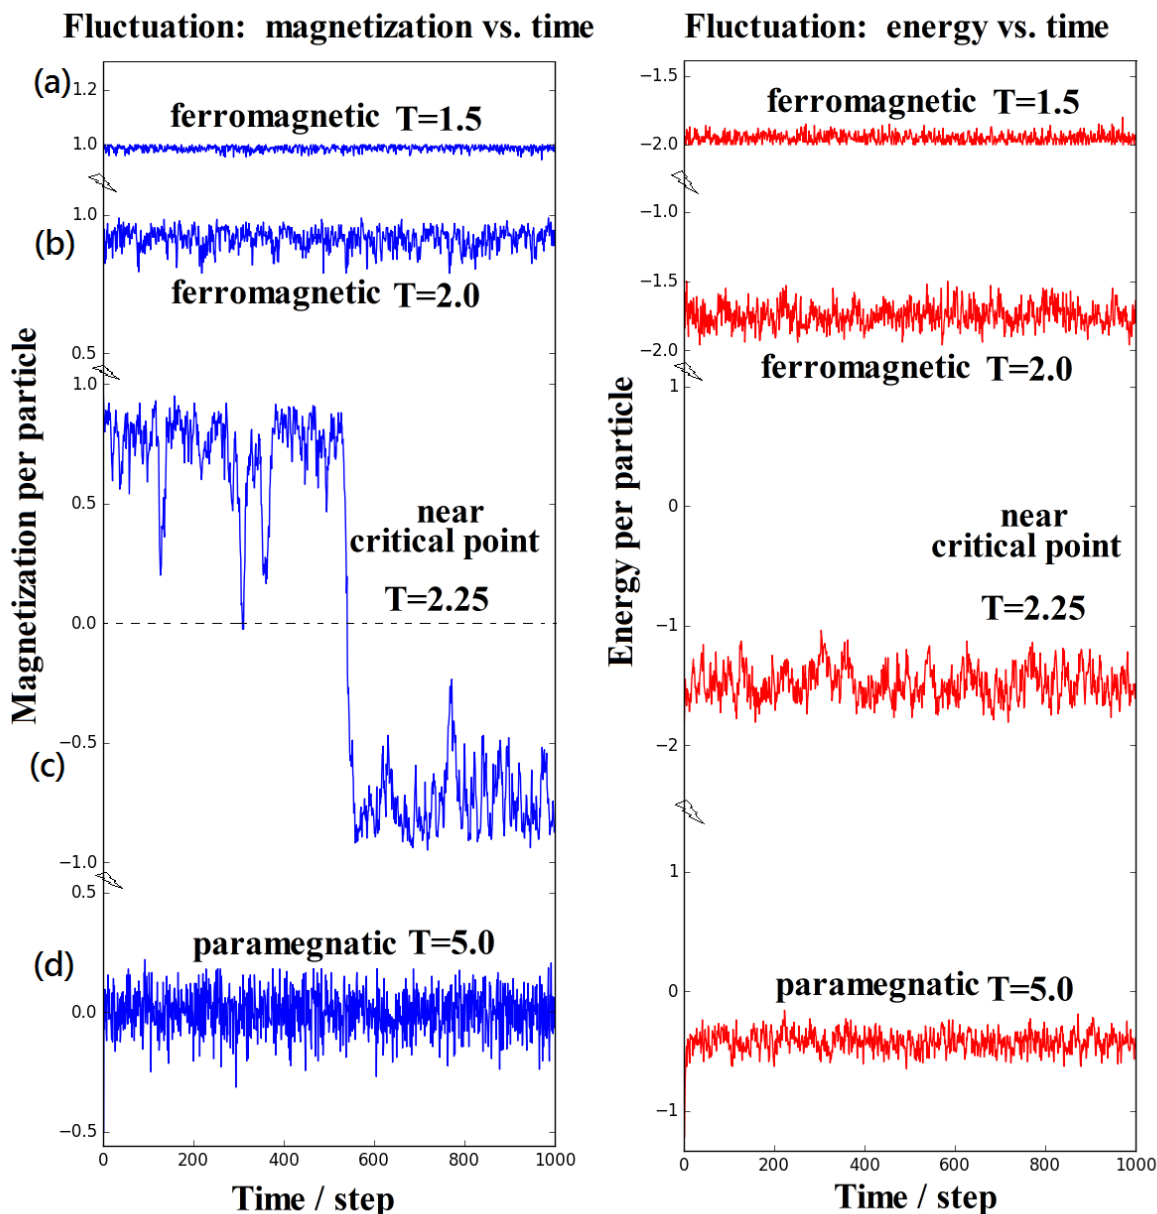 Fluctuation: magnetization vs. time
(a)
1.2
ferromagnetic T=1.5
1.0
1.0
(b)
ferromagnetic T=2.0
0.5
1.0
0.5
near
critical point
T=2.25
0.0
−0.5
(c)
−1.0
0.5
paramegnatic T=5.0
(d)
0.0
−0.5
0 200 400 600 800 1000
Time / step
Magnetization per particle
Fluctuation: energy vs. time
−1.5
ferromagnetic T=1.5
−2.0
−1.0
−1.5
−2.0
ferromagnetic T=2.0
1
0
near
critical point
T=2.25
−1
−2
1
0
paramegnatic T=5.0
−1
0 200 400 600 800 1000
Time / step
Energy per particle